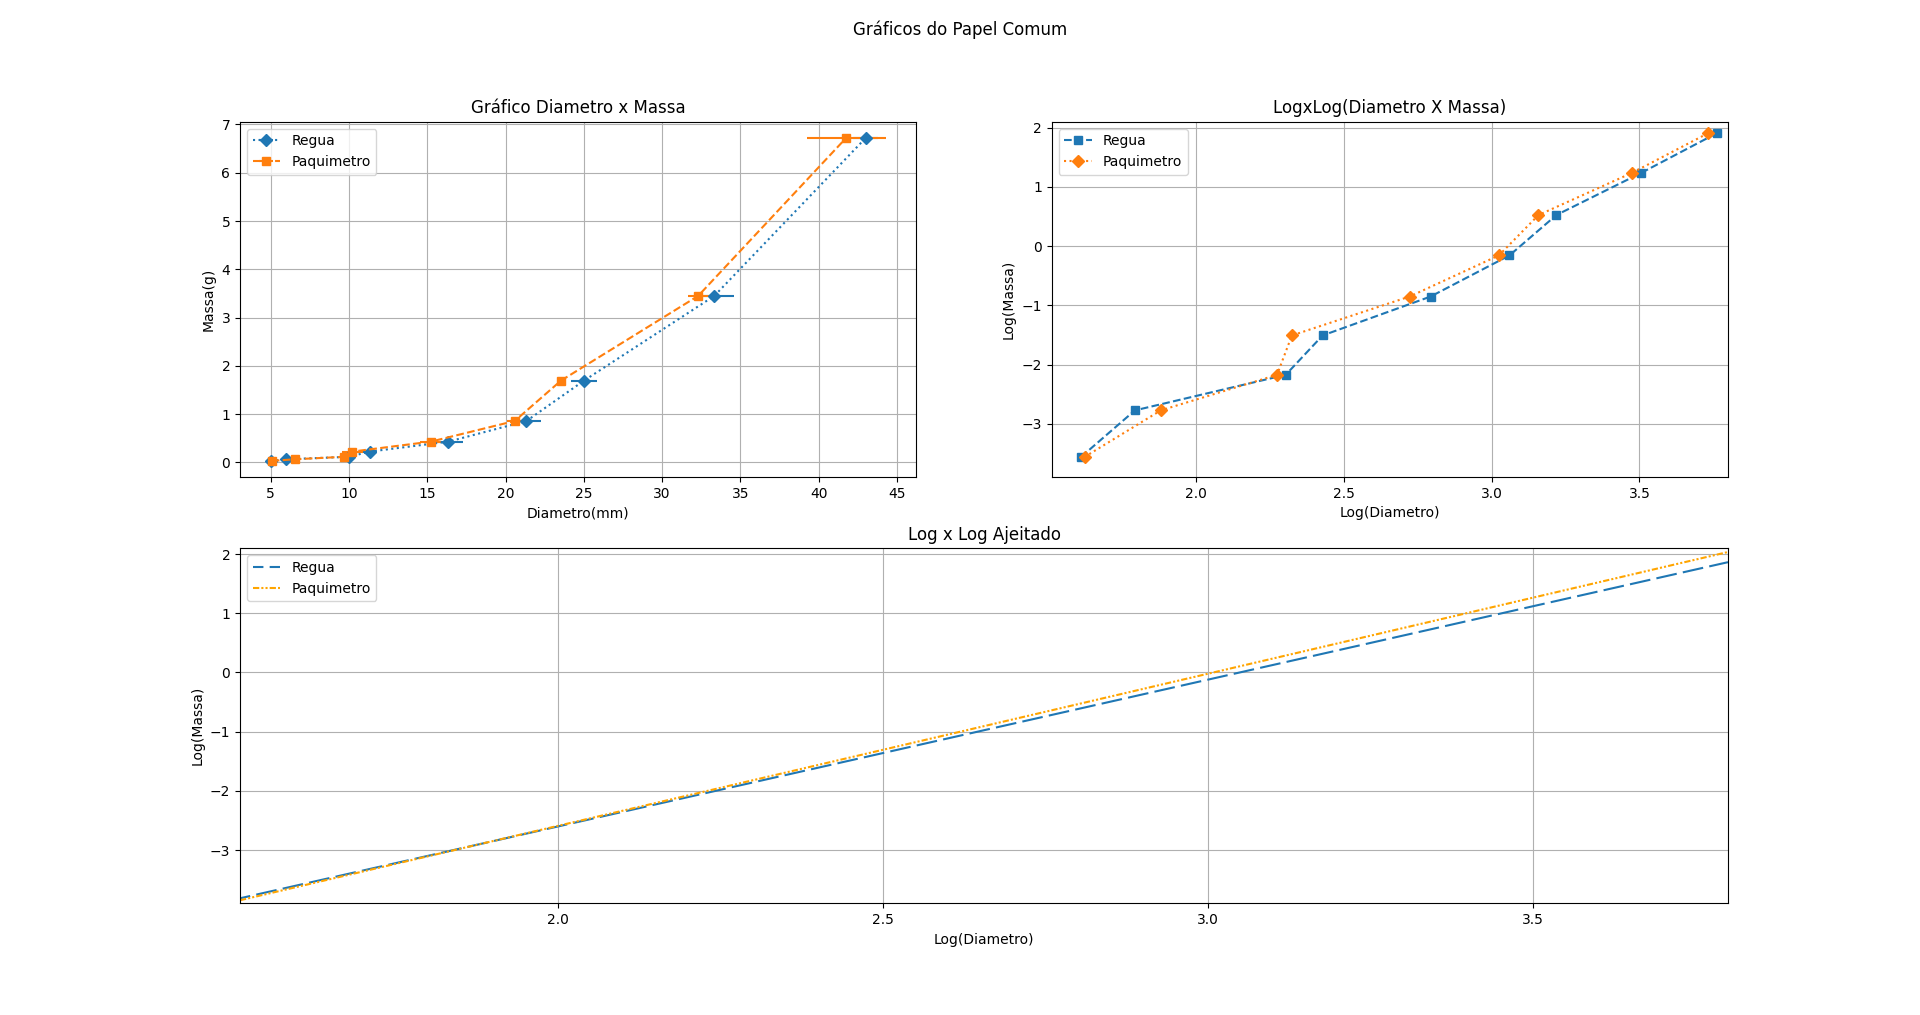 Gráficos do Papel Comum
Gráfico Diametro x Massa
Regua
Paquimetro
7
6
5
4
3
2
1
0
Massa(g)
5 10 15 20 25 30 35 40 45
Diametro(mm)
LogxLog(Diametro X Massa)
Regua
Paquimetro
2
1
0
−1
−2
−3
Log(Massa)
2.0 2.5 3.0 3.5
Log(Diametro)
Log x Log Ajeitado
Regua
Paquimetro
2
1
0
−1
−2
−3
Log(Massa)
2.0 2.5 3.0 3.5
Log(Diametro)